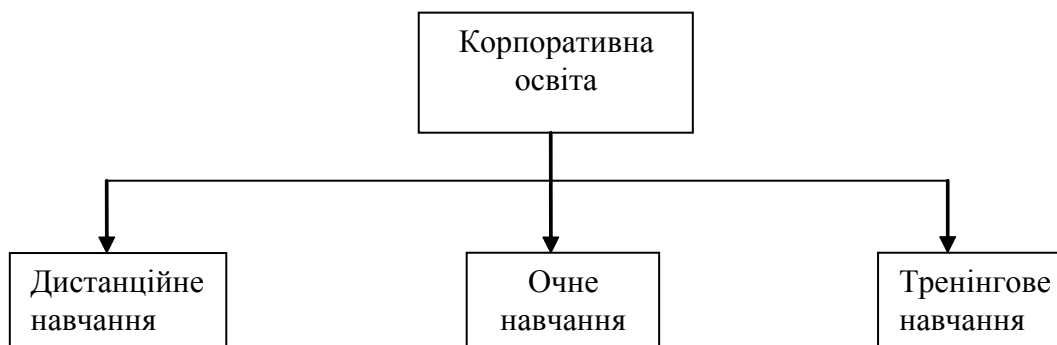 Корпоративна
освіта
Дистанційне
навчання
Очне
навчання
Тренінгове
навчання